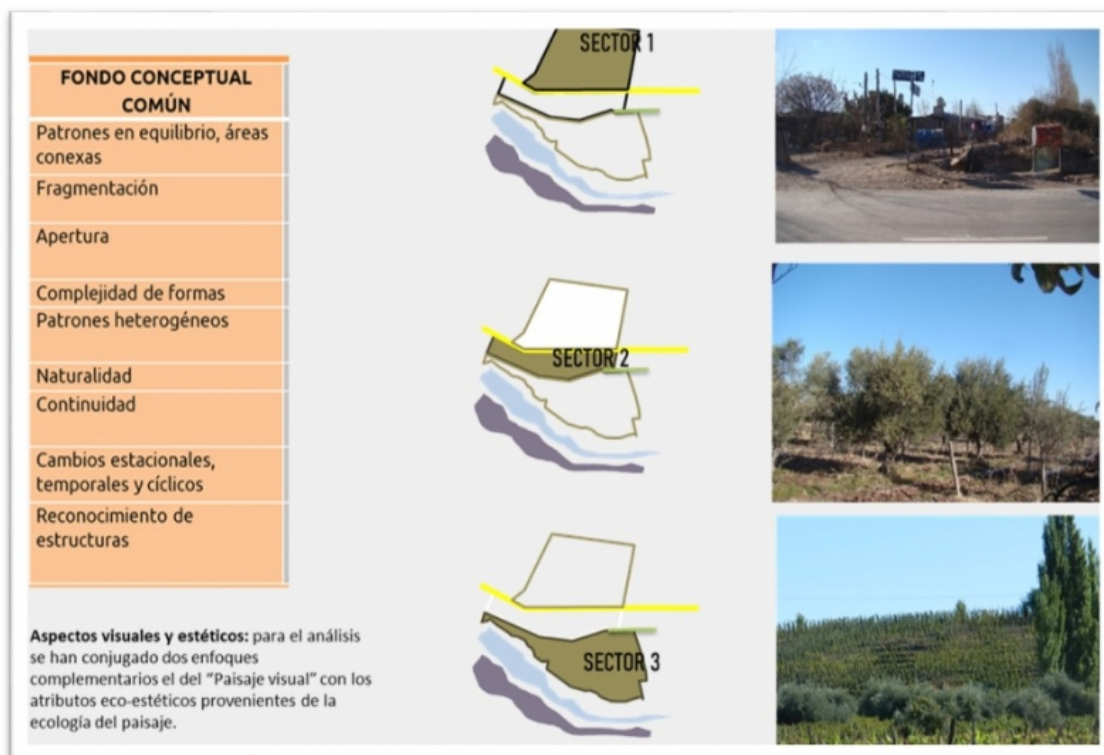 FONDO CONCEPTUAL
COMÚN
Patrones en equilibrio, áreas
conexas
Fragmentación
Apertura
Complejidad de formas
Patrones heterogéneos
Naturalidad
Continuidad
Cambios estacionales,
temporales y cíclicos
Reconocimiento de
estructuras
Aspectos visuales y estéticos: para el análisis
se han conjugado dos enfoques
complementarios el del “Paisaje visual” con los
atributos eco-estéticos provenientes de la
ecología del paisaje.
SECTOR 1
SECTOR 2
SECTOR 3